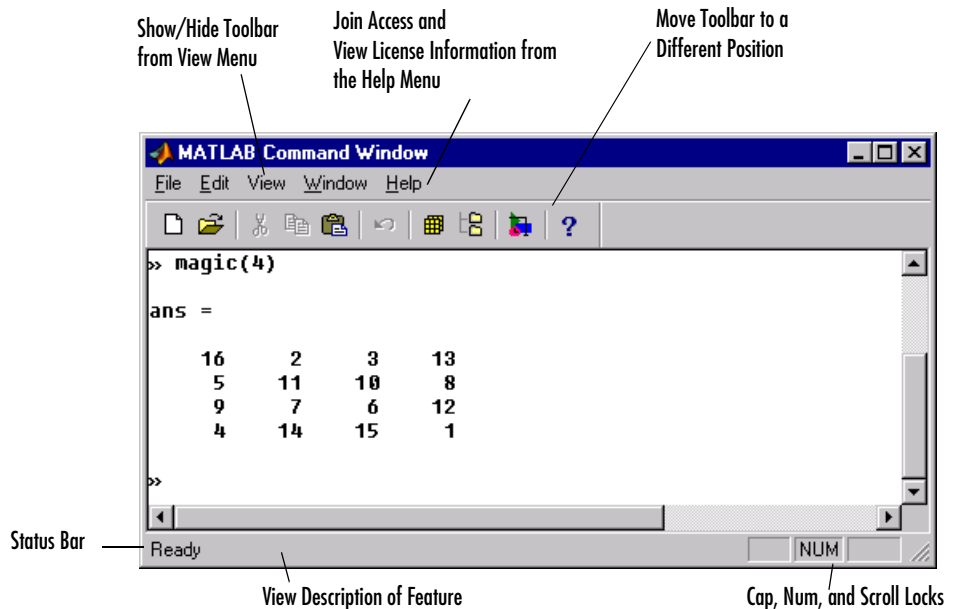 Show/Hide Toolbar
from View Menu
Join Access and
View License Information from
the Help Menu
Move Toolbar to a
Different Position
MATLAB Command Window
File Edit View Window Help
?
» magic(4)
ans =
16 2 3 13
5 11 10 8
9 7 6 12
4 14 15 1
»
Status Bar
Ready
NUM
View Description of Feature
Cap, Num, and Scroll Locks